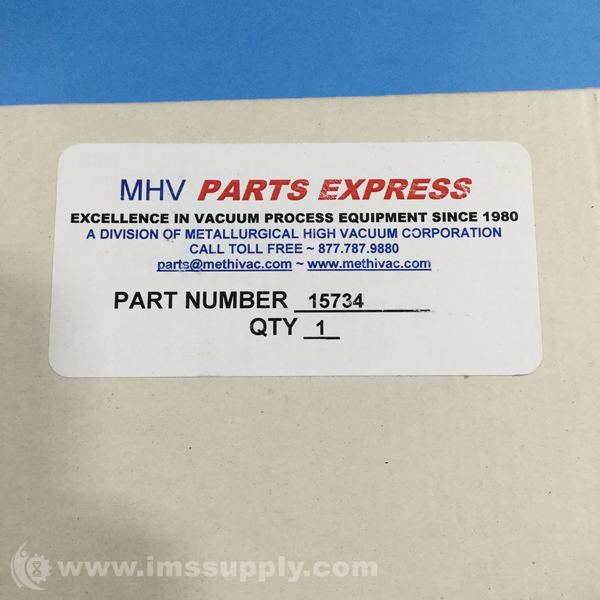 MHV PARTS EXPRESS
EXCELLENCE IN VACUUM PROCESS EQUIPMENT SINCE 1980
A DIVISION OF METALLURGICAL HIGH VACUUM CORPORATION
CALL TOLL FREE ~ 877.787.9880
parts@methivac.com ~ www.methivac.com
PART NUMBER 15734
QTY 1
www.imssupply.com